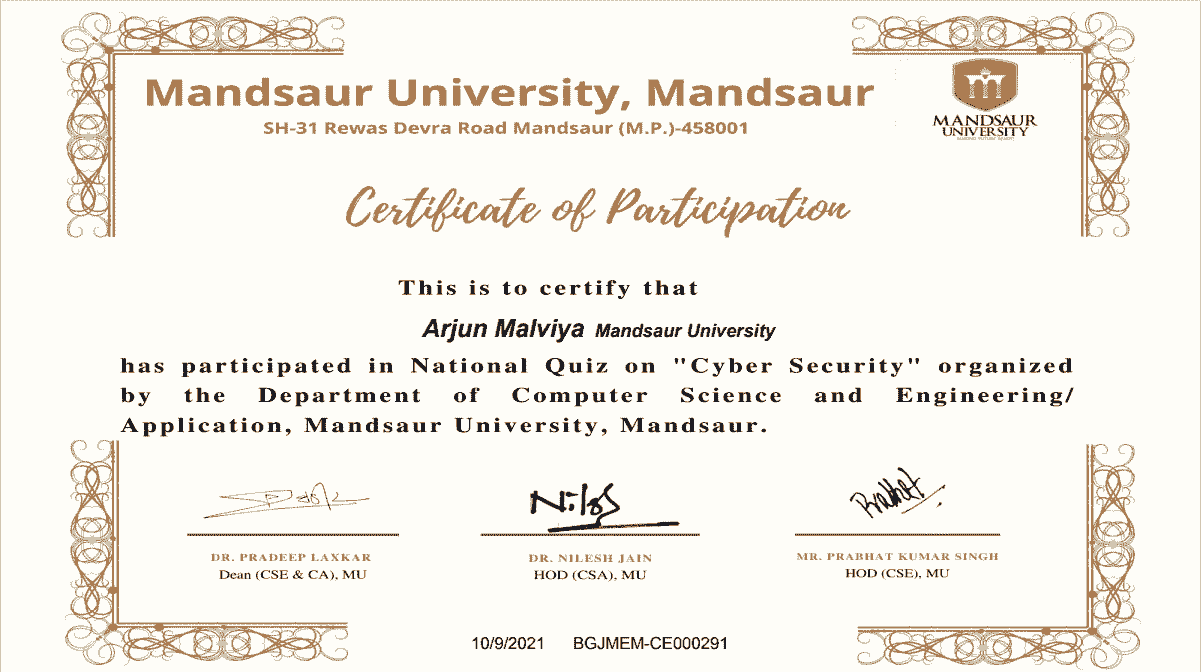 Mandsaur University, Mandsaur
SH-31 Rewas Devra Road Mandsaur (M.P.)-458001
MANDSAUR
UNIVERSITY
Certificate of Participation
This is to certify that
Arjun Malviya Mandsaur University
has participated in National Quiz on "Cyber Security" organized
by the Department of Computer Science and Engineering/
Application, Mandsaur University, Mandsaur.
Nilesh
Prabhat
DR. PRADEEP LAXKAR
DR. NILESH JAIN
MR. PRABHAT KUMAR SINGH
Dean (CSE & CA), MU
HOD (CSA), MU
HOD (CSE), MU
10/9/2021 BGJMEM-CE000291